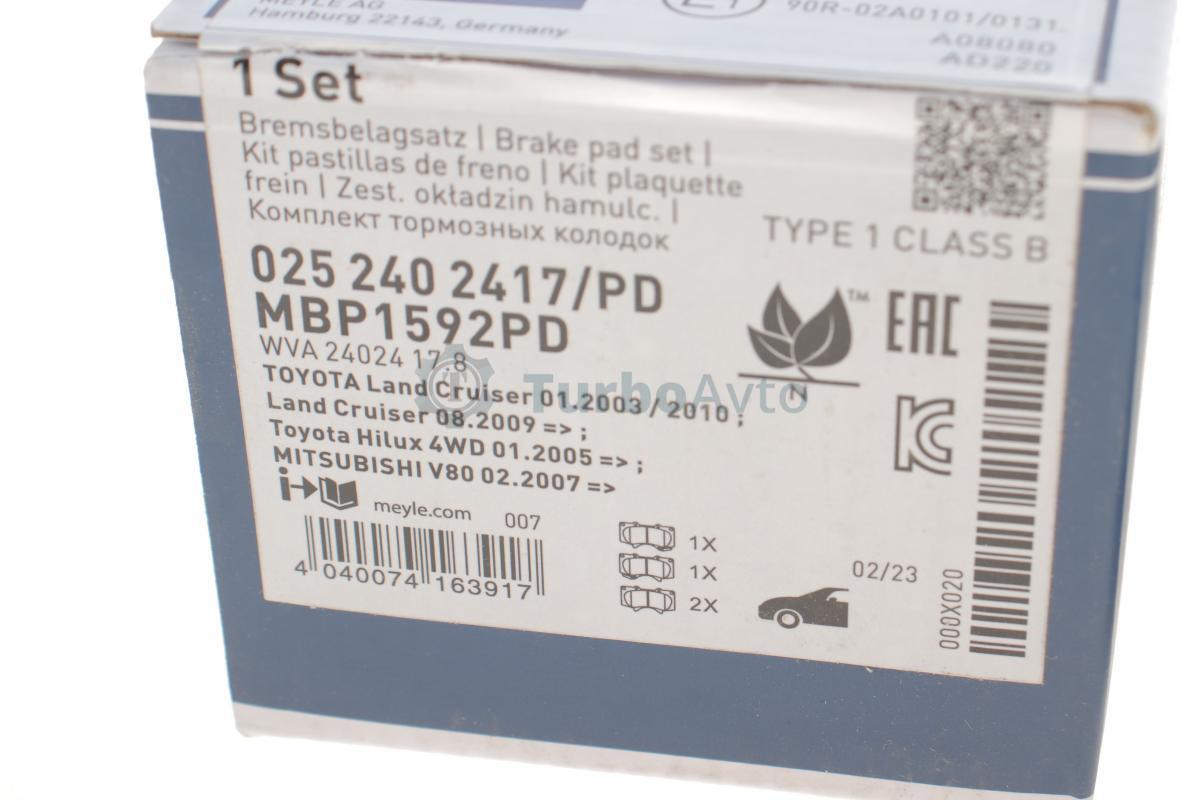 MEYLE AG
Hamburg 22143, Germany
E1
90R-02A0101/0131.
A08080
AD220
1 Set
Bremsbelagsatz | Brake pad set |
Kit pastillas de freno | Kit plaquette
frein | Zest. okładzin hamulc. |
Комплект тормозных колодок
TYPE 1 CLASS B
025 240 2417/PD
MBP1592PD
WVA 24024 17.8
TOYOTA Land Cruiser 01.2003/2010 ;
Land Cruiser 08.2009 => ;
Toyota Hilux 4WD 01.2005 => ;
MITSUBISHI V80 02.2007 =>
TM
N
EAC
KC
TurboAvto
meyle.com
007
4 040074 163917
1X
1X
2X
02/23
000X020